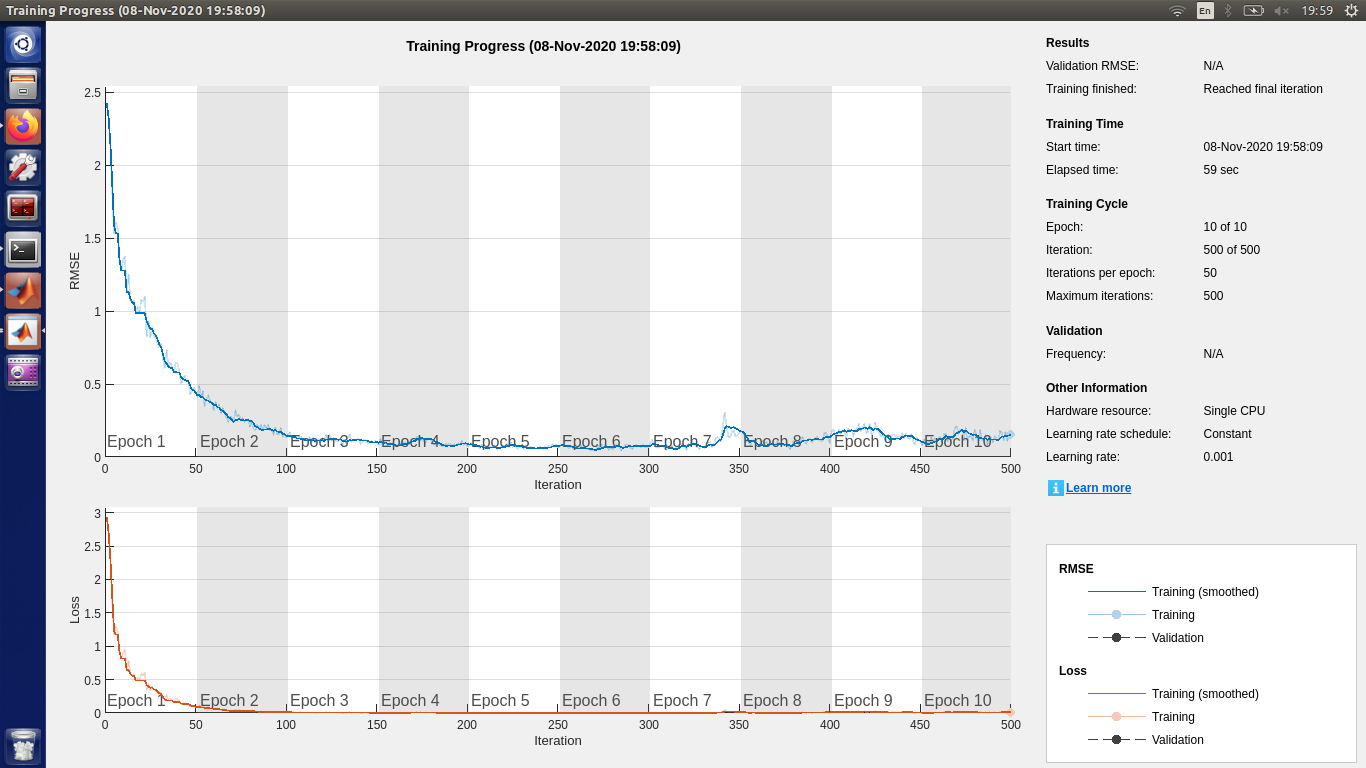 Training Progress (08-Nov-2020 19:58:09)
En
19:59
Training Progress (08-Nov-2020 19:58:09)
2.5
2
1.5
1
0.5
0
RMSE
Epoch 1 Epoch 2 Epoch 3 Epoch 4 Epoch 5 Epoch 6 Epoch 7 Epoch 8 Epoch 9 Epoch 10
0 50 100 150 200 250 300 350 400 450 500
Iteration
3
2.5
2
1.5
1
0.5
0
Loss
Epoch 1 Epoch 2 Epoch 3 Epoch 4 Epoch 5 Epoch 6 Epoch 7 Epoch 8 Epoch 9 Epoch 10
0 50 100 150 200 250 300 350 400 450 500
Iteration
Results
Validation RMSE: N/A
Training finished: Reached final iteration
Training Time
Start time: 08-Nov-2020 19:58:09
Elapsed time: 59 sec
Training Cycle
Epoch: 10 of 10
Iteration: 500 of 500
Iterations per epoch: 50
Maximum iterations: 500
Validation
Frequency: N/A
Other Information
Hardware resource: Single CPU
Learning rate schedule: Constant
Learning rate: 0.001
i Learn more
RMSE
Training (smoothed)
Training
Validation
Loss
Training (smoothed)
Training
Validation